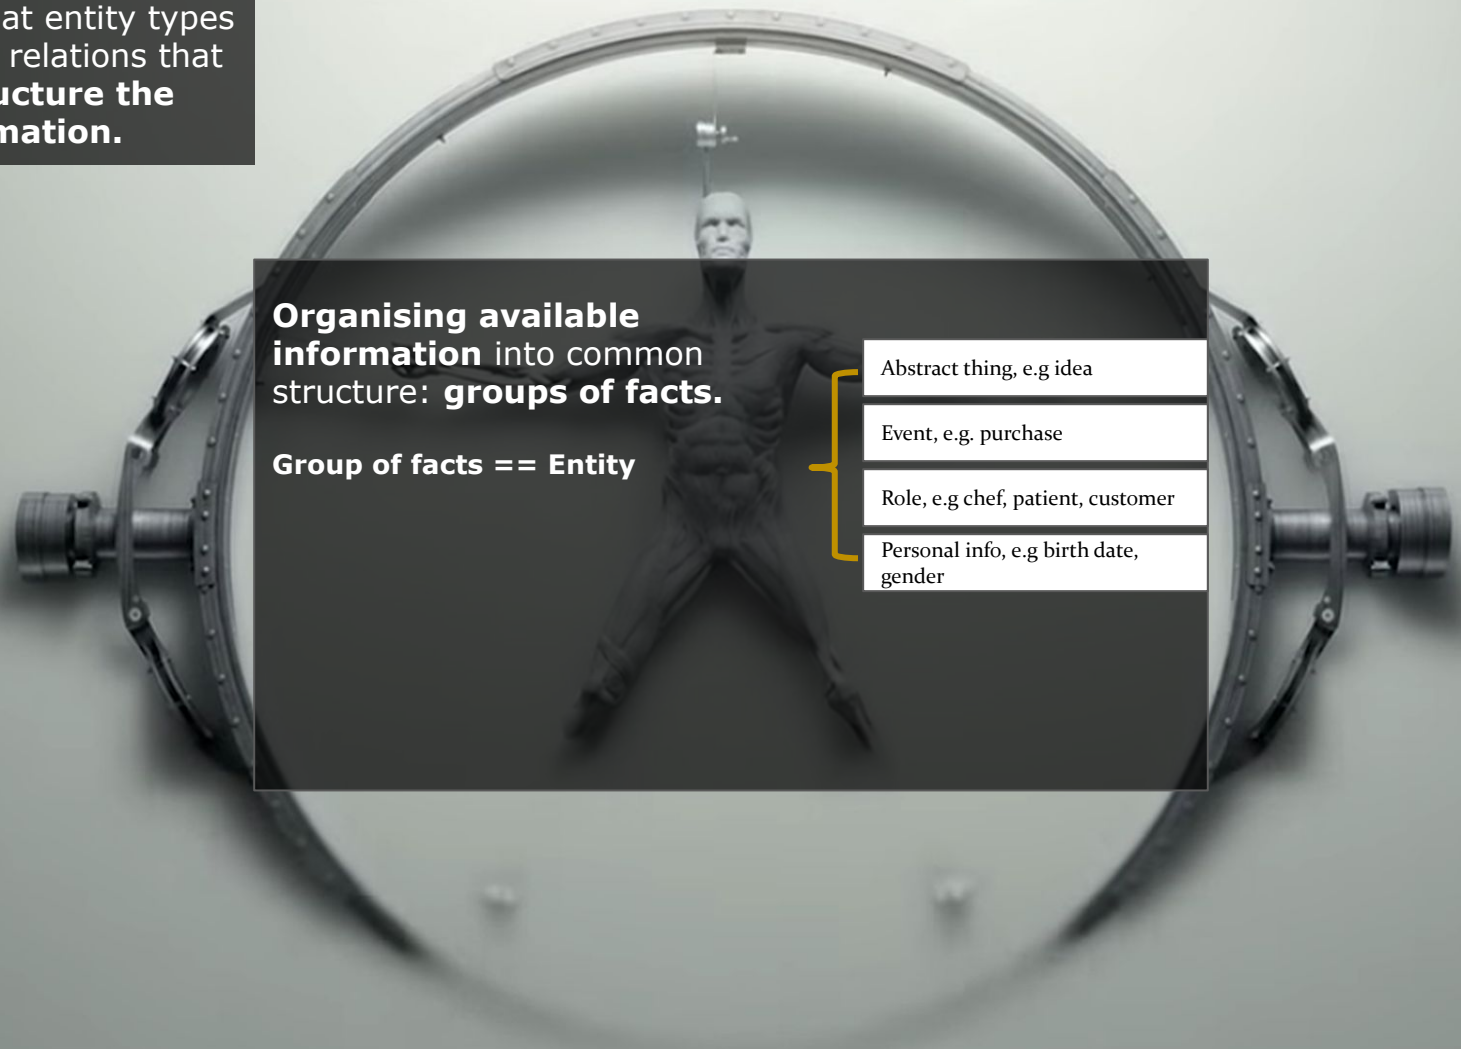 at entity types
relations that
ucture the
mation.
Organising available
information into common
structure: groups of facts.
Group of facts == Entity
Abstract thing, e.g idea
Event, e.g. purchase
Role, e.g chef, patient, customer
Personal info, e.g birth date,
gender